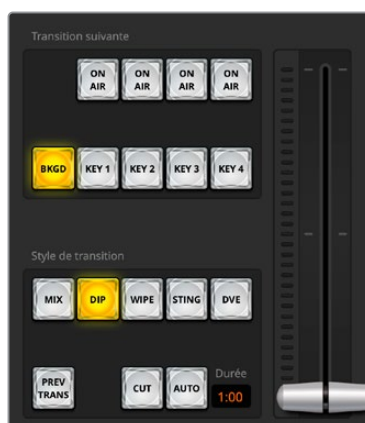 Transition suivante
ON AIR ON AIR ON AIR ON AIR
BKGD KEY 1 KEY 2 KEY 3 KEY 4
Style de transition
MIX DIP WIPE STING DVE
Durée
PREV TRANS CUT AUTO 1:00